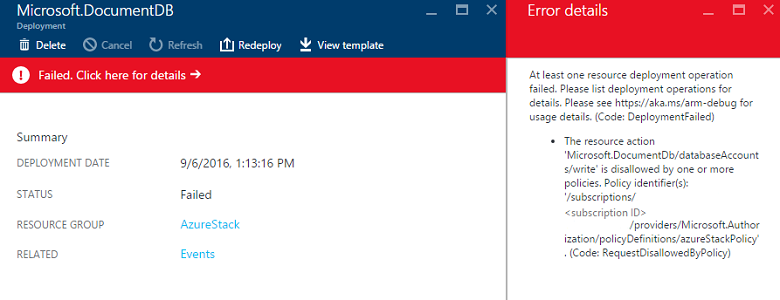 Microsoft.DocumentDB
Deployment
Delete Cancel Refresh Redeploy View template
Failed. Click here for details →
Summary
DEPLOYMENT DATE 9/6/2016, 1:13:16 PM
STATUS Failed
RESOURCE GROUP AzureStack
RELATED Events
Error details
At least one resource deployment operation
failed. Please list deployment operations for
details. Please see https://aka.ms/arm-debug for
usage details. (Code: DeploymentFailed)
• The resource action
'Microsoft.DocumentDb/databaseAccount
s/write' is disallowed by one or more
policies. Policy identifier(s):
'/subscriptions/
<subscription ID>
/providers/Microsoft.Author
ization/policyDefinitions/azureStackPolicy'
. (Code: RequestDisallowedByPolicy)